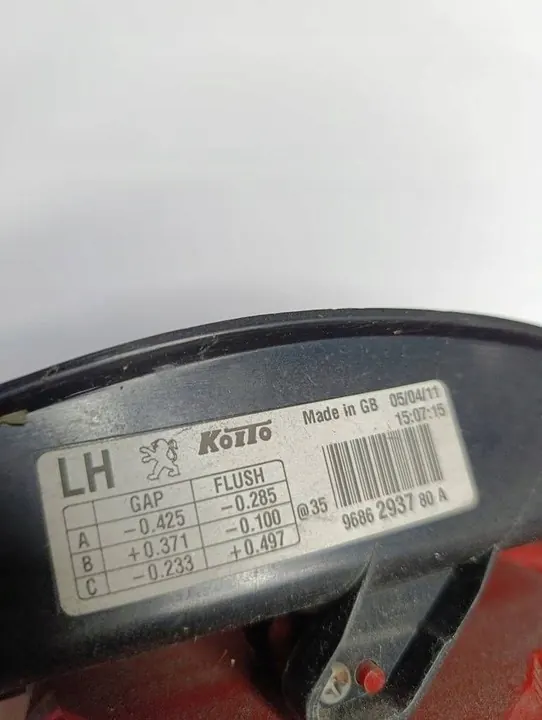 LH KOITO Made in GB 05/04/11
15:07:15
GAP FLUSH
A -0.425 -0.285
B +0.371 -0.100
C -0.233 +0.497
@35
9686 2937 80 A